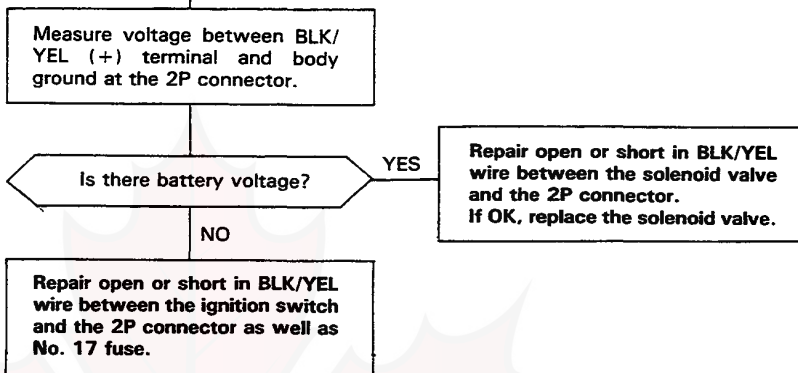 Measure voltage between BLK/
YEL (+) terminal and body
ground at the 2P connector.
Is there battery voltage?
YES
Repair open or short in BLK/YEL
wire between the solenoid valve
and the 2P connector.
If OK, replace the solenoid valve.
NO
Repair open or short in BLK/YEL
wire between the ignition switch
and the 2P connector as well as
No. 17 fuse.